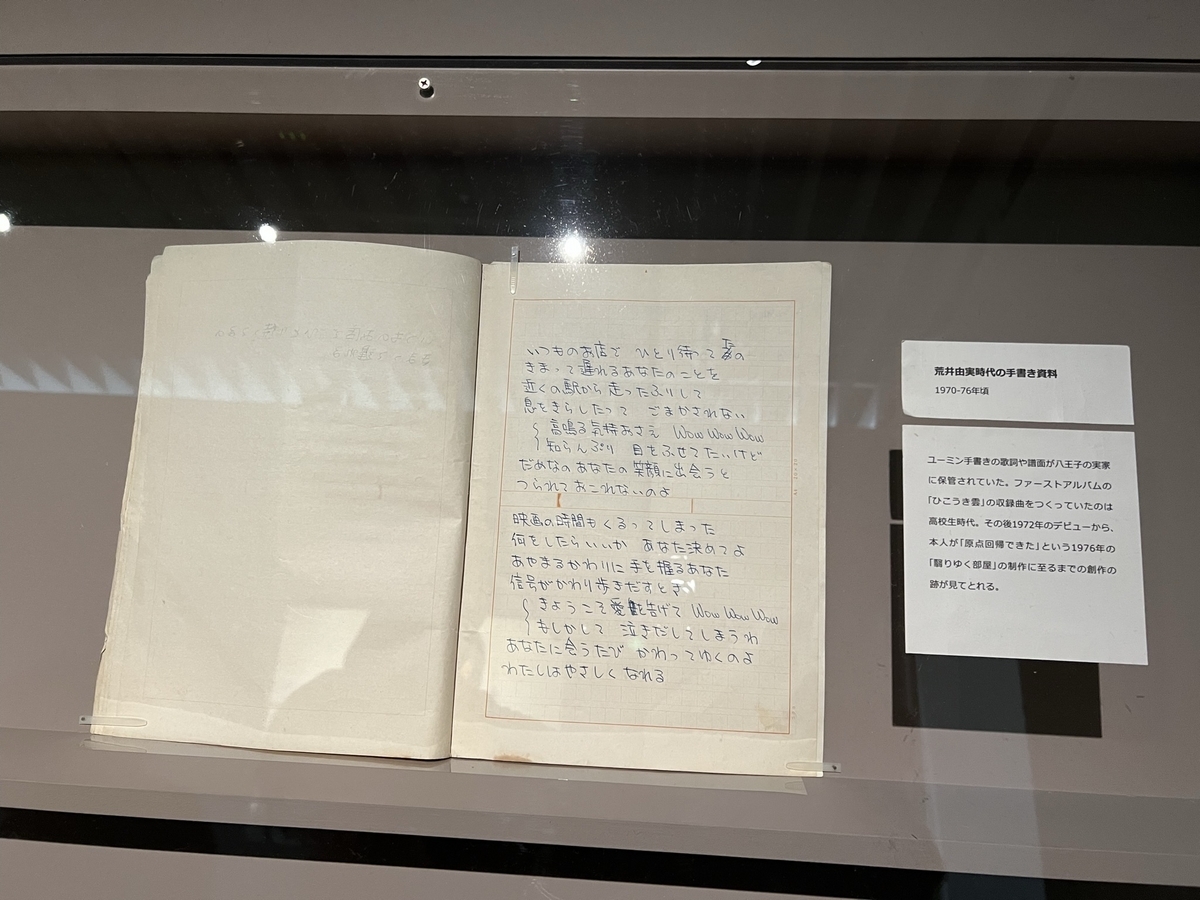 いつものお店で ひとり待ってたの
きまって遅れるあなたのことを
近くの駅から走ったふりして
息をきらしたって ごまかされない
高鳴る気持おさえ Wow Wow Wow
知らんぷり 目をふせてたいけど
だめなのあなたの笑顔に出会うと
つられておこれないのよ
映画の時間もくるってしまった
何をしたらいいか あなた決めてよ
あやまるかわりに手を握るあなた
信号がかわり歩きだすとき
きようこそ愛を告げて Wow Wow Wow
もしかして 泣きだしてしまうわ
あなたに会うたび かわってゆくのよ
わたしはやさしくなれる
荒井由実時代の手書き資料
1970-76年頃
ユーミン手書きの歌詞や譜面が八王子の実家
に保管されていた。ファーストアルバムの
「ひこうき雲」の収録曲をつくっていたのは
高校生時代。その後1972年のデビューから、
本人が「原点回帰できた」という1976年の
「翳りゆく部屋」の制作に至るまでの創作の
跡が見てとれる。